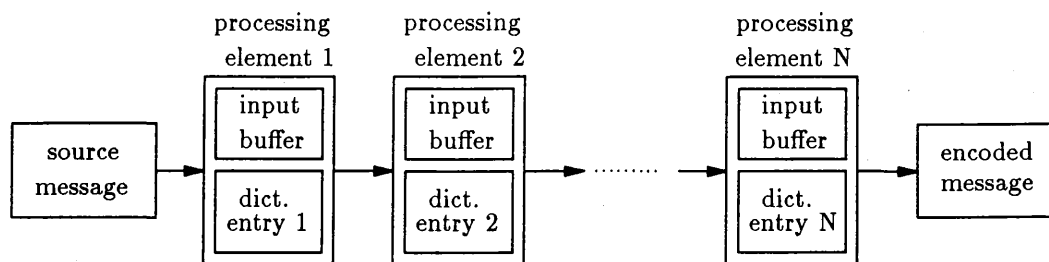 source
message
processing
element 1
input
buffer
dict.
entry 1
processing
element 2
input
buffer
dict.
entry 2
processing
element N
input
buffer
dict.
entry N
encoded
message